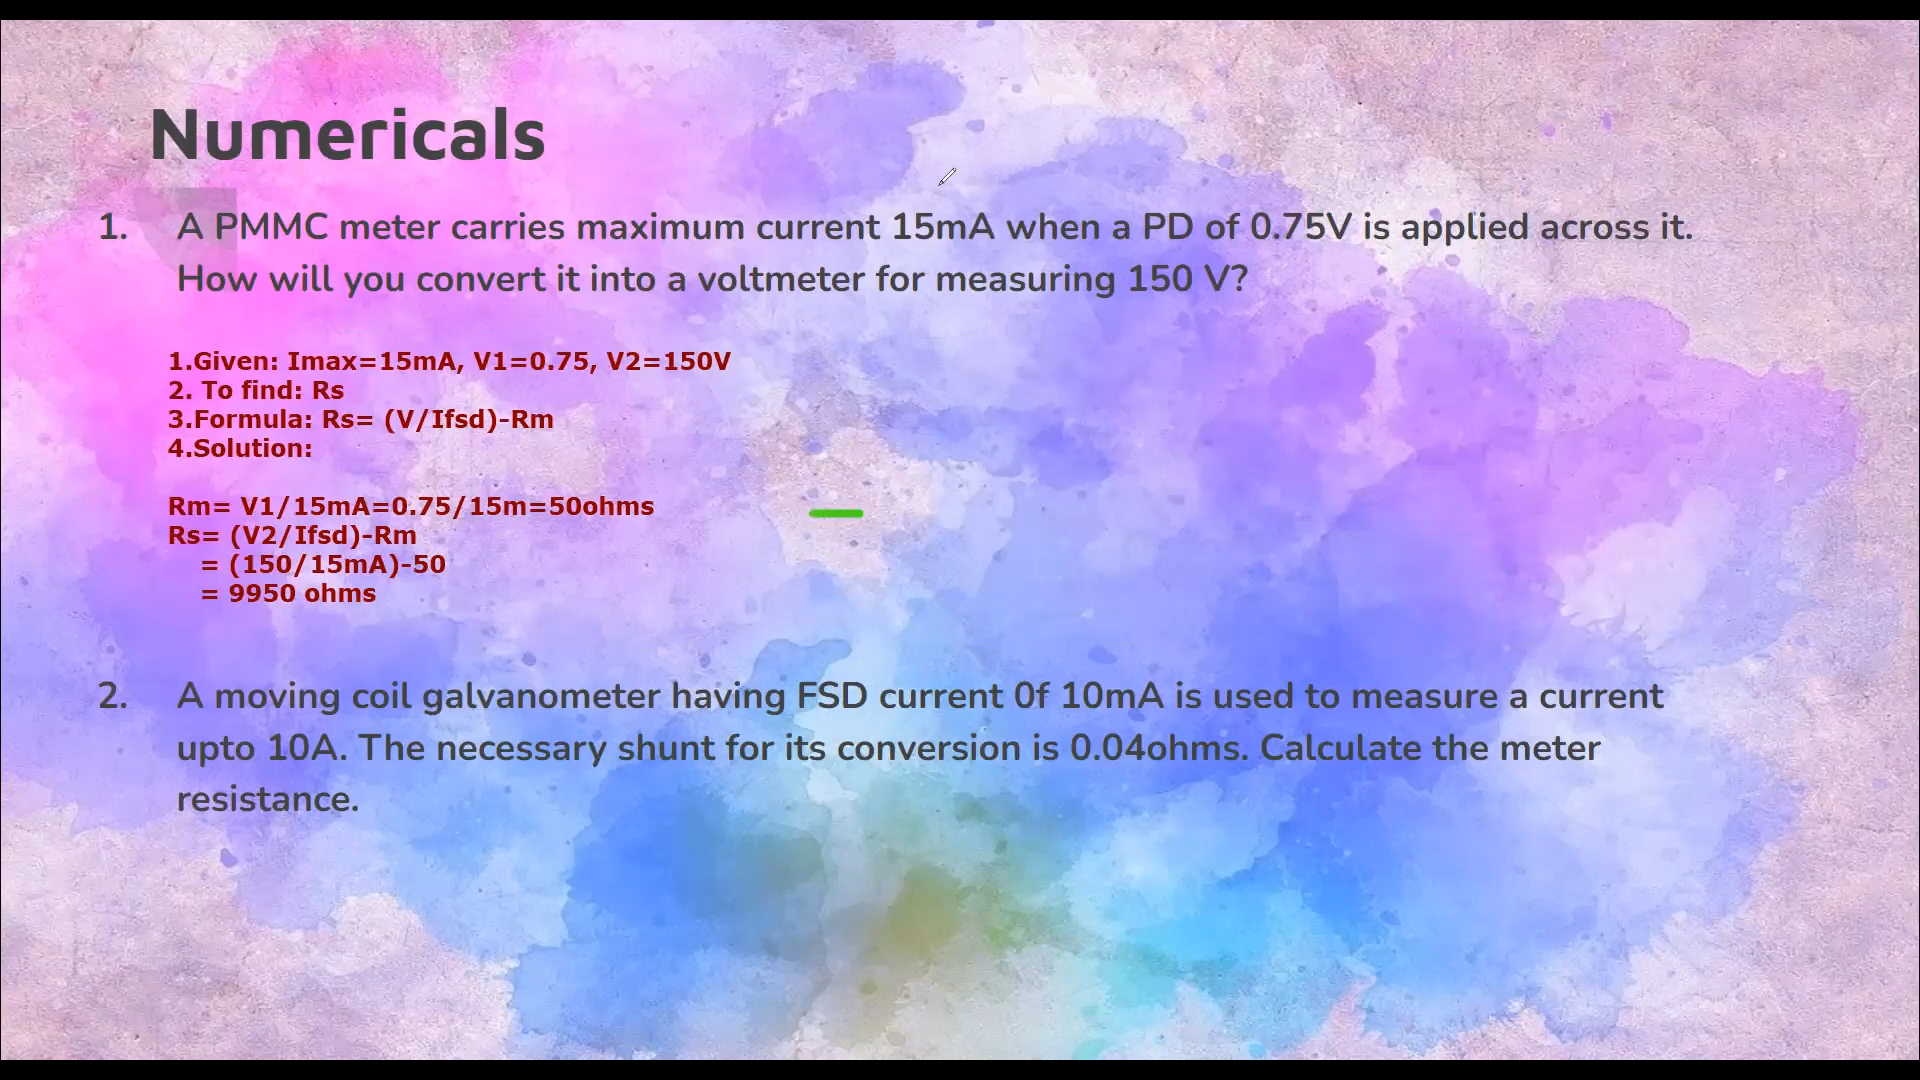 Numericals
1. A PMMC meter carries maximum current 15mA when a PD of 0.75V is applied across it.
How will you convert it into a voltmeter for measuring 150 V?
1.Given: Imax=15mA, V1=0.75, V2=150V
2. To find: Rs
3.Formula: Rs= (V/Ifsd)-Rm
4.Solution:
Rm= V1/15mA=0.75/15m=50ohms
Rs= (V2/Ifsd)-Rm
= (150/15mA)-50
= 9950 ohms
2. A moving coil galvanometer having FSD current 0f 10mA is used to measure a current
upto 10A. The necessary shunt for its conversion is 0.04ohms. Calculate the meter
resistance.